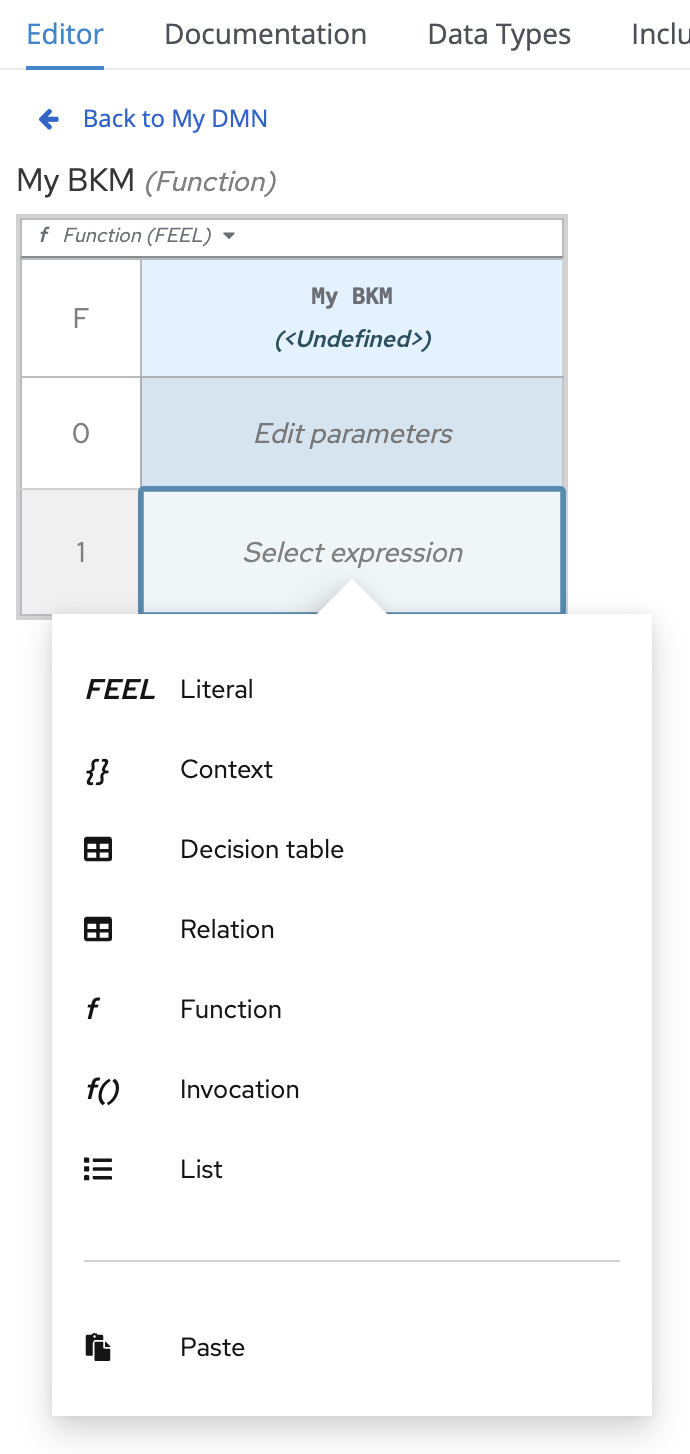 Editor Documentation Data Types Inclu
Back to My DMN
My BKM (Function)
f Function (FEEL)
F My BKM
(<Undefined>)
0 Edit parameters
1 Select expression
FEEL Literal
{} Context
Decision table
Relation
f Function
f() Invocation
List
Paste